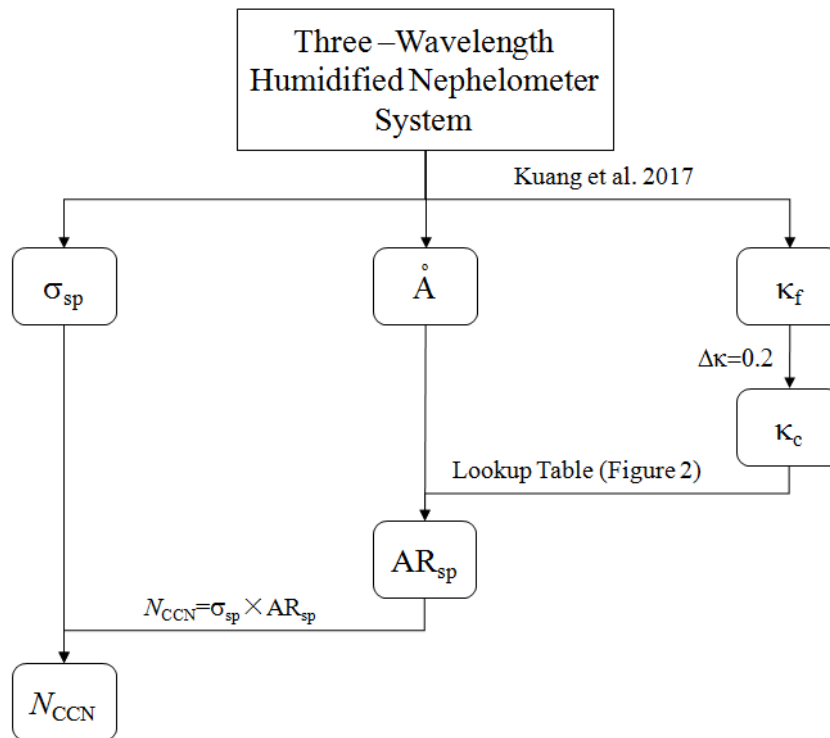 Three –Wavelength
Humidified Nephelometer
System
Kuang et al. 2017
σsp
Å
κf
Δκ=0.2
κc
Lookup Table (Figure 2)
ARsp
NCCN=σsp×ARsp
NCCN